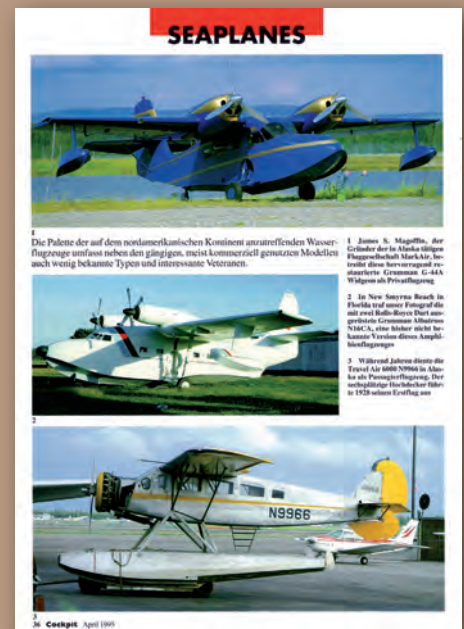 SEAPLANES
1
Die Palette der auf dem nordamerikanischen Kontinent anzutreffenden Wasser-
flugzeuge umfasst neben den gängigen, meist kommerziell genutzten Modellen
auch wenig bekannte Typen und interessante Veteranen.
1 James S. Magoffin, der
Gründer der in Alaska tätigen
Fluggesellschaft MarkAir, be-
treibt diese hervorragend re-
staurierte Grumman G-44A
Widgeon als Privatflugzeug
2 In New Smyrna Beach in
Florida traf unser Fotograf die
mit zwei Rolls-Royce Dart aus-
gerüstete Grumman Albatross
N16CA, eine bisher nicht be-
kannte Version dieses Amphi-
bienflugzeuges
3 Während Jahren diente die
Travel Air 6000 N9966 in Alas-
ka als Passagierflugzeug. Der
sechsplätzige Hochdecker führ-
te 1928 seinen Erstflug aus
2
N9966
3
36 Cockpit April 1995